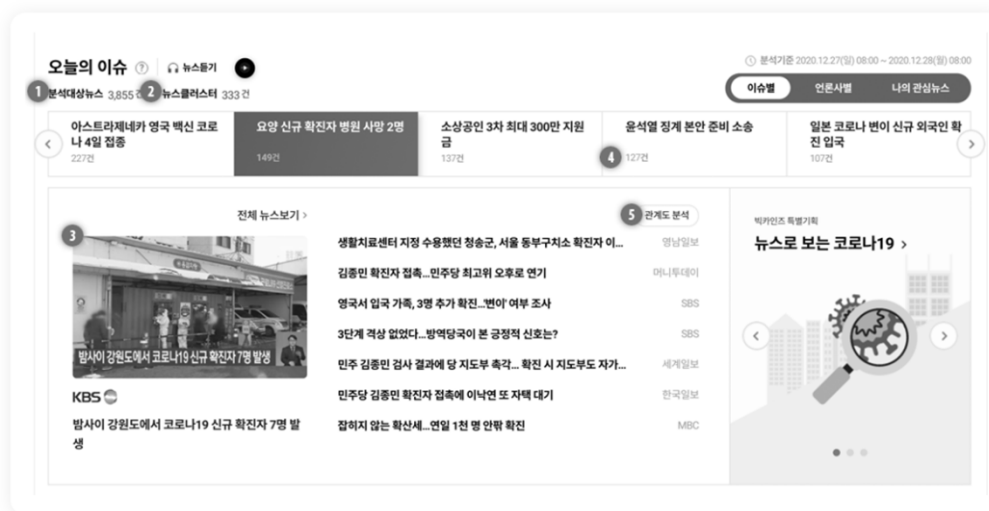 오늘의 이슈 ? 뉴스듣기
분석기준 2020.12.27(일) 08:00 ~ 2020.12.28(월) 08:00
1 분석대상뉴스 3,855건 2 뉴스클러스터 333건
이슈별 언론사별 나의 관심뉴스
아스트라제네카 영국 백신 코로
나 4일 접종
227건
요양 신규 확진자 병원 사망 2명
149건
소상공인 3차 최대 300만 지원
금
137건
윤석열 징계 본안 준비 소송
4 127건
일본 코로나 변이 신규 외국인 확
진 입국
107건
전체 뉴스보기 >
3
밤사이 강원도에서 코로나19 신규 확진자 7명 발생
KBS
밤사이 강원도에서 코로나19 신규 확진자 7명 발
생
5 관계도 분석
생활치료센터 지정 수용했던 청송군, 서울 동부구치소 확진자 이... 영남일보
김종민 확진자 접촉...민주당 최고위 오후로 연기 머니투데이
영국서 입국 가족, 3명 추가 확진...'변이' 여부 조사 SBS
3단계 격상 없었다...방역당국이 본 긍정적 신호는? SBS
민주 김종민 검사 결과에 당 지도부 촉각... 확진 시 지도부도 자가... 세계일보
민주당 김종민 확진자 접촉에 이낙연 또 자택 대기 한국일보
잡히지 않는 확산세...연일 1천 명 안팎 확진 MBC
빅카인즈 특별기획
뉴스로 보는 코로나19 >